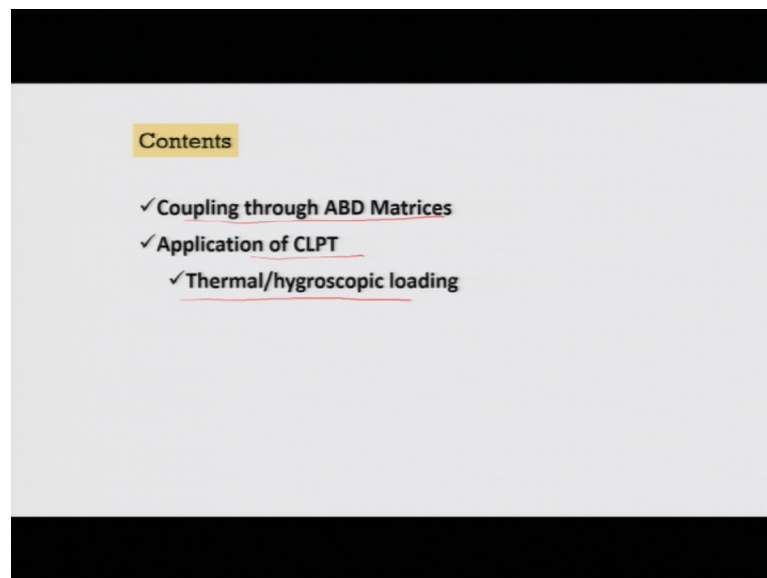 Contents
✓Coupling through ABD Matrices
✓Application of CLPT
✓Thermal/hygroscopic loading